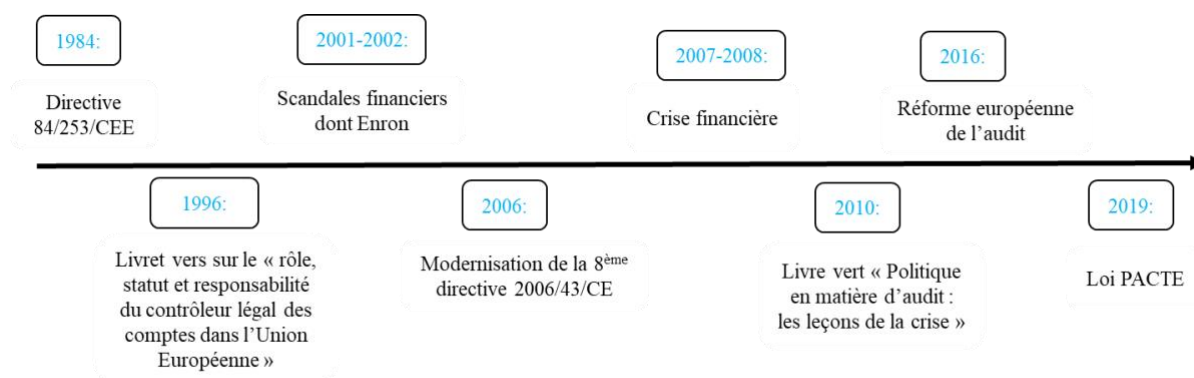 1984:
Directive
84/253/CEE
1996:
Livret vers sur le « rôle,
statut et responsabilité
du contrôleur légal des
comptes dans l’Union
Européenne »
2001-2002:
Scandales financiers
dont Enron
2006:
Modernisation de la 8ème
directive 2006/43/CE
2007-2008:
Crise financière
2010:
Livre vert « Politique
en matière d’audit :
les leçons de la crise »
2016:
Réforme européenne
de l’audit
2019:
Loi PACTE